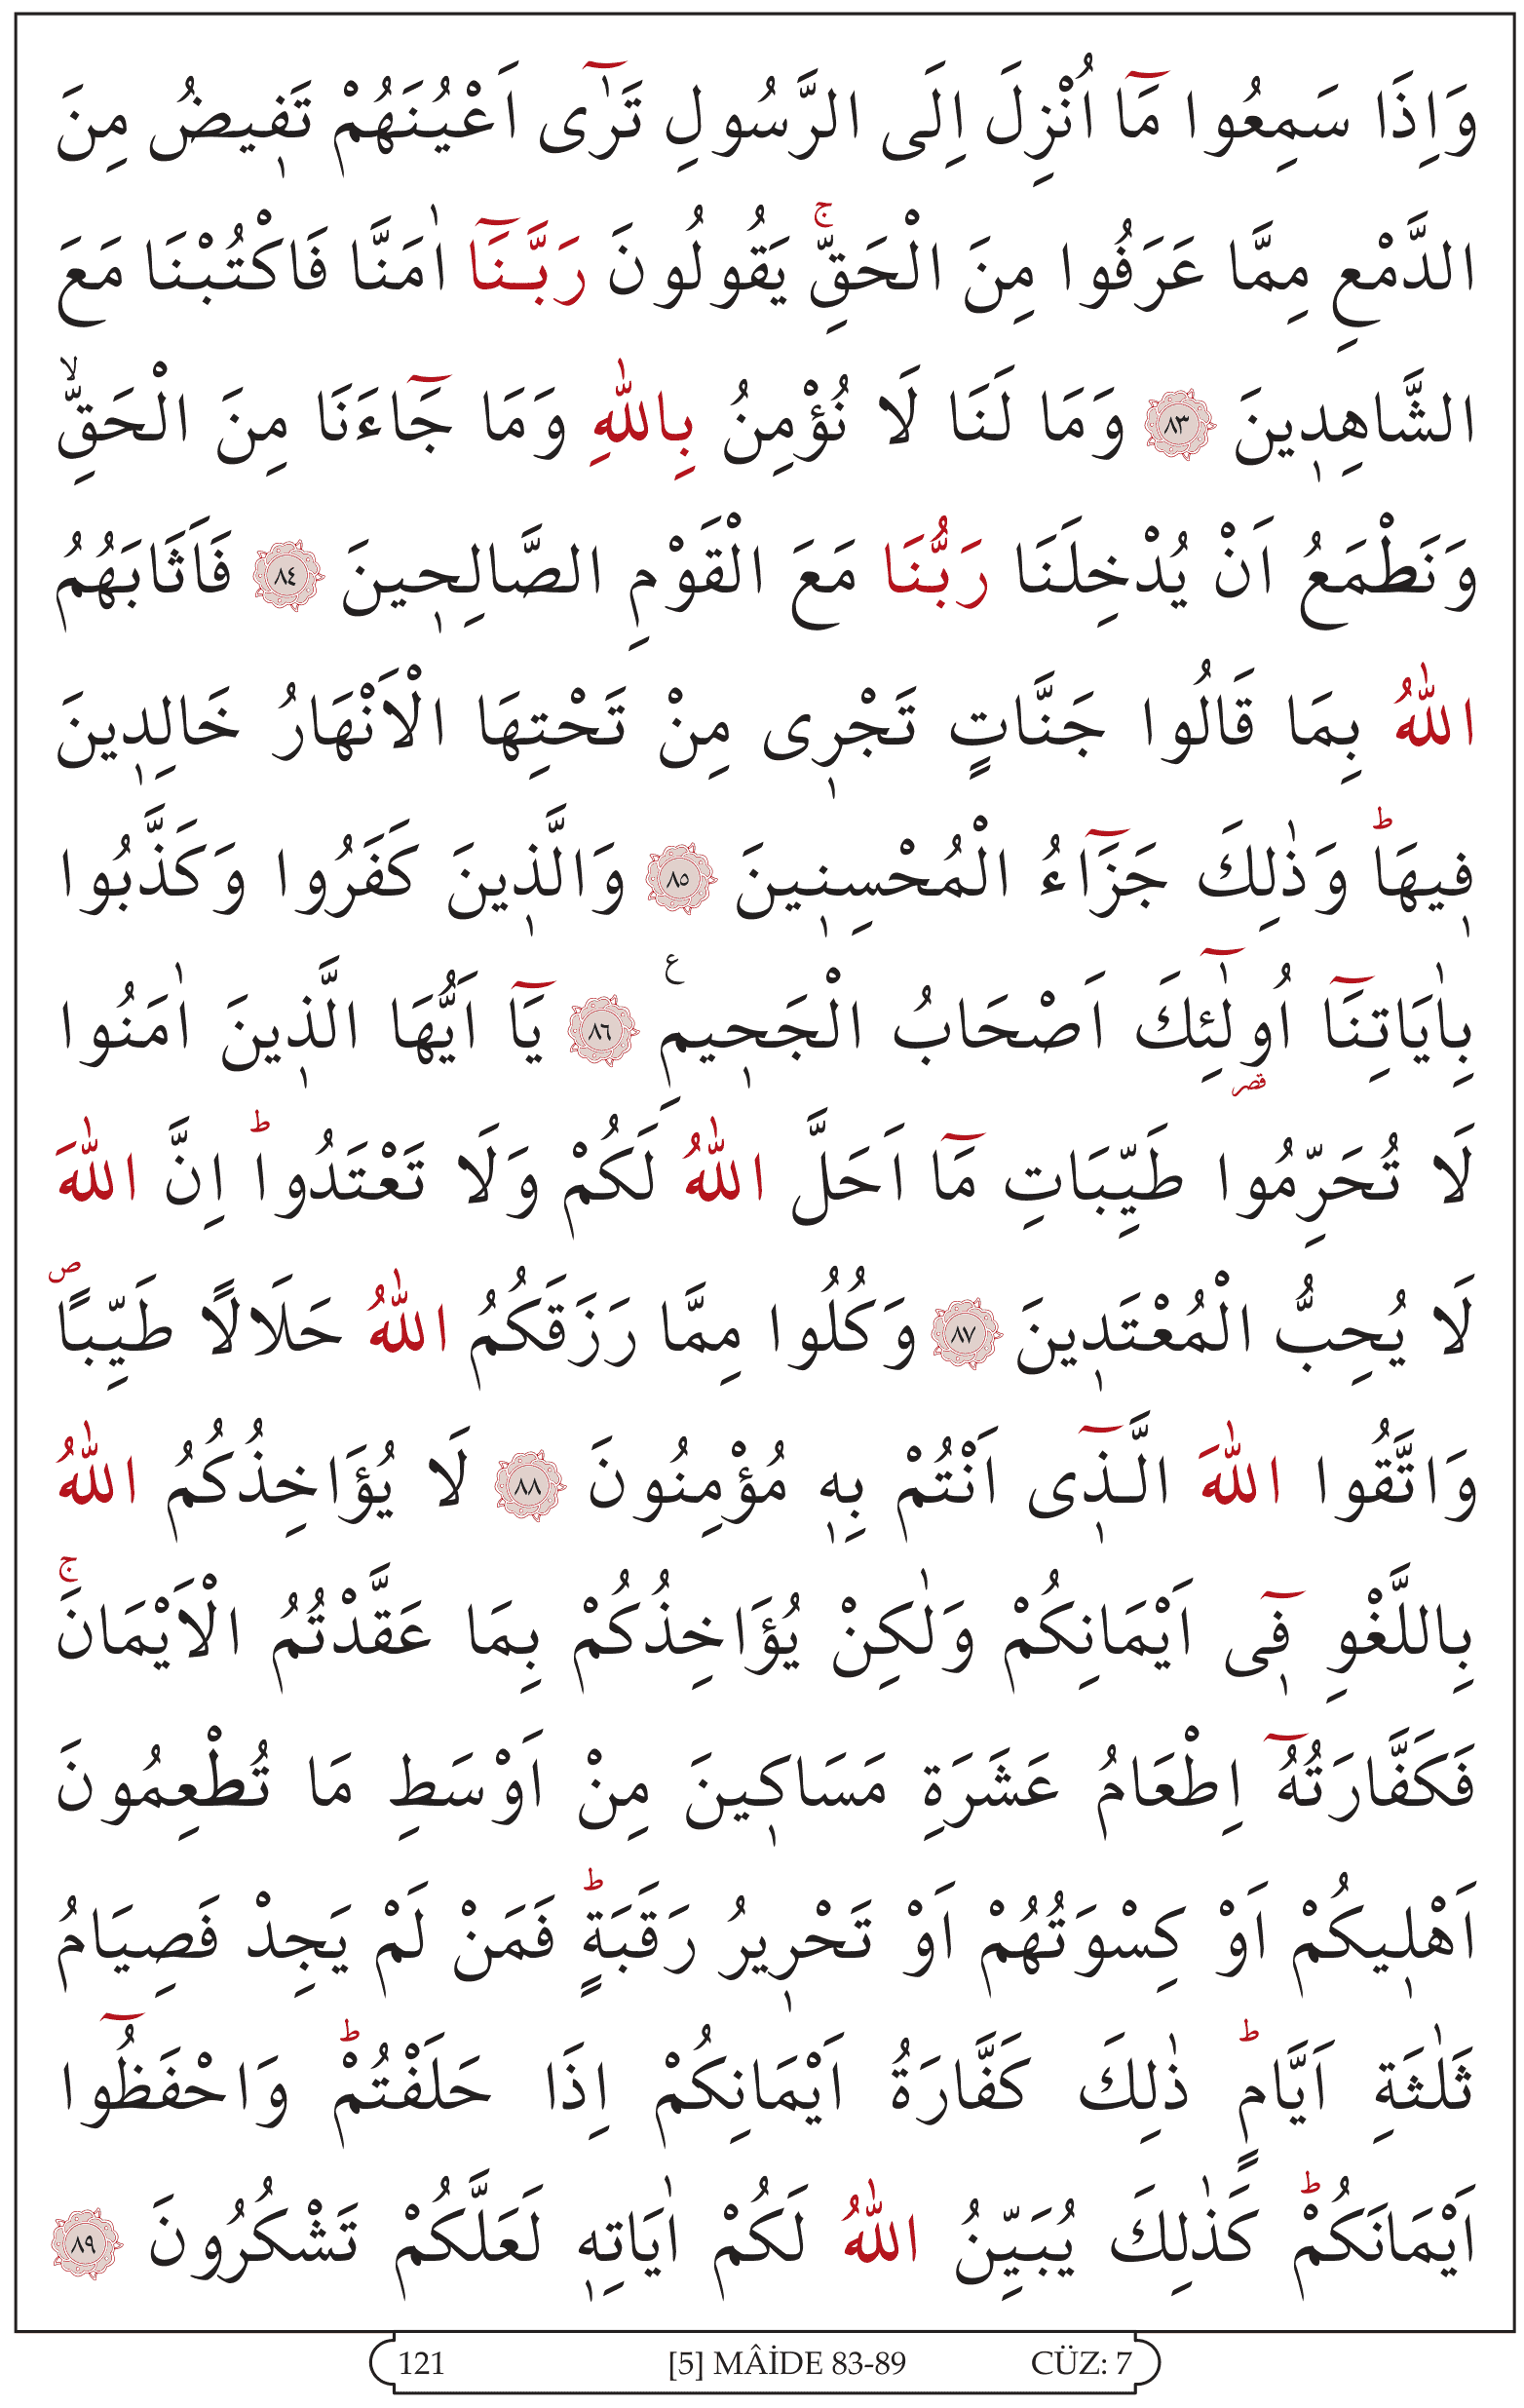 وَاِذَا سَمِعُوا مَٓا اُنْزِلَ اِلَى الرَّسُولِ تَرٰٓى اَعْيُنَهُمْ تَفٖيضُ مِنَ
الدَّمْعِ مِمَّا عَرَفُوا مِنَ الْحَقِّۚ يَقُولُونَ رَبَّـنَٓا اٰمَنَّا فَاكْتُبْنَا مَعَ
الشَّاهِدٖينَ ﴿٨٣﴾ وَمَا لَنَا لَا نُؤْمِنُ بِاللّٰهِ وَمَا جَٓاءَنَا مِنَ الْحَقِّۙ
وَنَطْمَعُ اَنْ يُدْخِلَنَا رَبُّنَا مَعَ الْقَوْمِ الصَّالِحٖينَ ﴿٨٤﴾ فَاَثَابَهُمُ
اللّٰهُ بِمَا قَالُوا جَنَّاتٍ تَجْرٖى مِنْ تَحْتِهَا الْاَنْهَارُ خَالِدٖينَ
فٖيهَاؕ وَذٰلِكَ جَزَٓاءُ الْمُحْسِنٖينَ ﴿٨٥﴾ وَالَّذٖينَ كَفَرُوا وَكَذَّبُوا
بِاٰيَاتِنَٓا اُو۬لٰٓئِكَ اَصْحَابُ الْجَحٖيمِࣖ ﴿٨٦﴾ يَٓا اَيُّهَا الَّذٖينَ اٰمَنُوا
قصر
لَا تُحَرِّمُوا طَيِّبَاتِ مَٓا اَحَلَّ اللّٰهُ لَكُمْ وَلَا تَعْتَدُواؕ اِنَّ اللّٰهَ
لَا يُحِبُّ الْمُعْتَدٖينَ ﴿٨٧﴾ وَكُلُوا مِمَّا رَزَقَكُمُ اللّٰهُ حَلَالًا طَيِّبًاࣕ
وَاتَّقُوا اللّٰهَ الَّـذٖٓى اَنْتُمْ بِهٖ مُؤْمِنُونَ ﴿٨٨﴾ لَا يُؤَاخِذُكُمُ اللّٰهُ
بِاللَّغْوِ فٖٓى اَيْمَانِكُمْ وَلٰكِنْ يُؤَاخِذُكُمْ بِمَا عَقَّدْتُمُ الْاَيْمَانَۚ
فَكَفَّارَتُهُٓ اِطْعَامُ عَشَرَةِ مَسَاكٖينَ مِنْ اَوْسَطِ مَا تُطْعِمُونَ
اَهْلٖيكُمْ اَوْ كِسْوَتُهُمْ اَوْ تَحْرٖيرُ رَقَبَةٍؕ فَمَنْ لَمْ يَجِدْ فَصِيَامُ
ثَلٰثَةِ اَيَّامٍؕ ذٰلِكَ كَفَّارَةُ اَيْمَانِكُمْ اِذَا حَلَفْتُمْؕ وَاحْفَظُٓوا
اَيْمَانَكُمْؕ كَذٰلِكَ يُبَيِّنُ اللّٰهُ لَكُمْ اٰيَاتِهٖ لَعَلَّكُمْ تَشْكُرُونَ ﴿٨٩﴾
121 [5] MÂİDE 83-89 CÜZ: 7